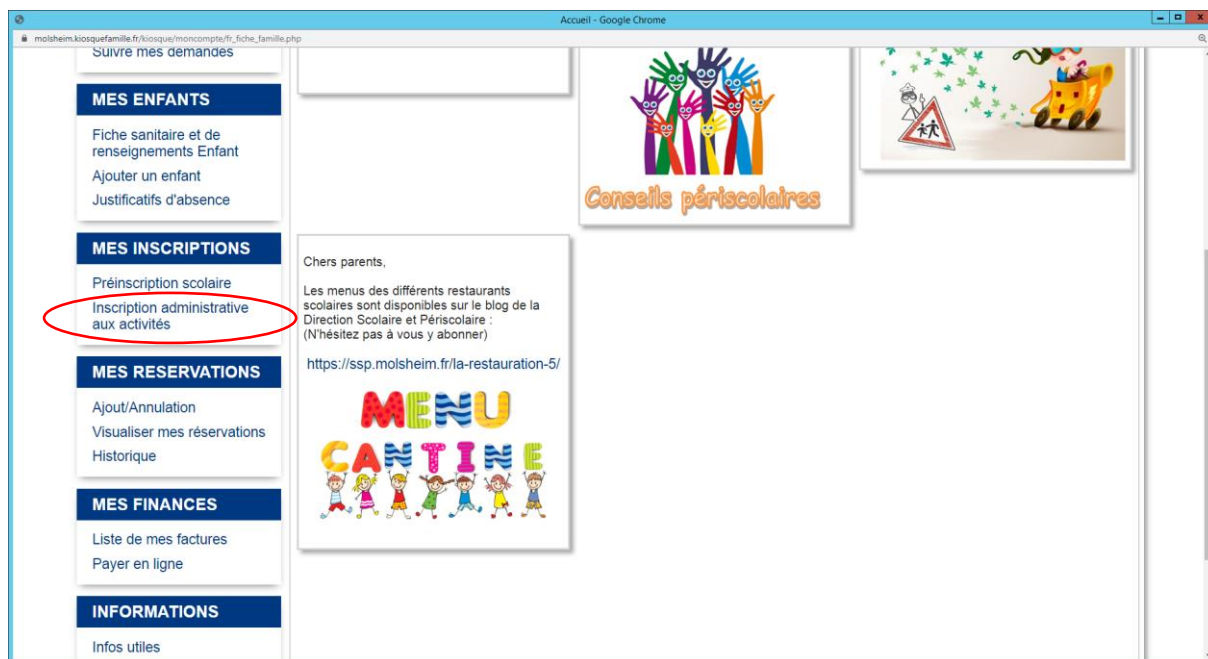 Accueil - Google Chrome
molsheim.kiosquefamille.fr/kiosque/moncompte/fr_fiche_famille.php
Suivre mes demandes
MES ENFANTS
Fiche sanitaire et de
renseignements Enfant
Ajouter un enfant
Justificatifs d'absence
MES INSCRIPTIONS
Préinscription scolaire
Inscription administrative
aux activités
MES RESERVATIONS
Ajout/Annulation
Visualiser mes réservations
Historique
MES FINANCES
Liste de mes factures
Payer en ligne
INFORMATIONS
Infos utiles
Chers parents,
Les menus des différents restaurants
scolaires sont disponibles sur le blog de la
Direction Scolaire et Périscolaire :
(N'hésitez pas à vous y abonner)
https://ssp.molsheim.fr/la-restauration-5/
MENU
CANTINE
Conseils périscolaires